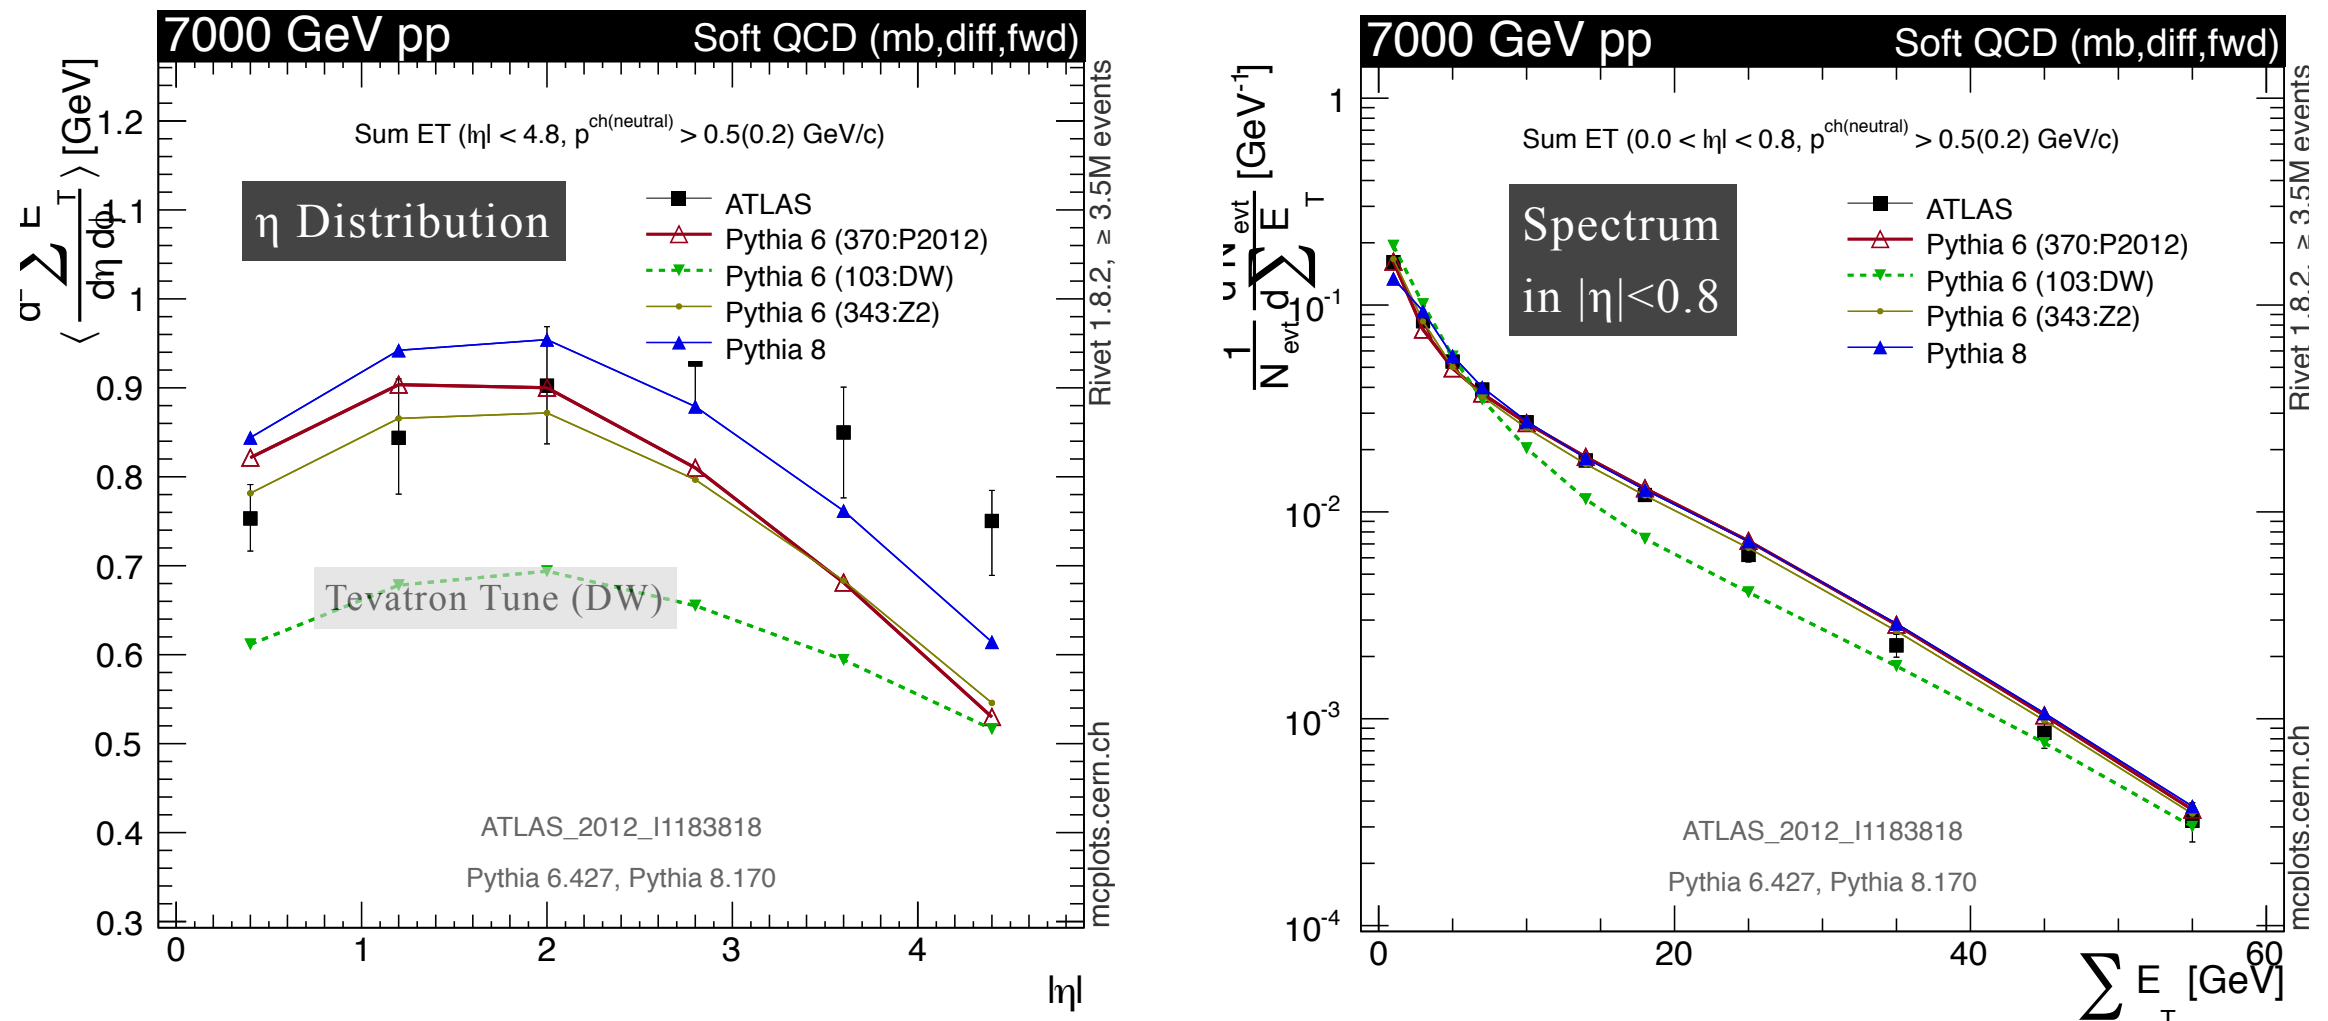 7000 GeV pp
Soft QCD (mb,diff,fwd)
Sum ET (|η| < 4.8, p^ch(neutral) > 0.5(0.2) GeV/c)
η Distribution
ATLAS
Pythia 6 (370:P2012)
Pythia 6 (103:DW)
Pythia 6 (343:Z2)
Pythia 8
Tevatron Tune (DW)
ATLAS_2012_I1183818
Pythia 6.427, Pythia 8.170
1.2
1.1
1
0.9
0.8
0.7
0.6
0.5
0.4
0.3
0 1 2 3 4
|η|
⟨ ∑ E_T / dη dφ ⟩ [GeV]
Rivet 1.8.2, ≥ 3.5M events
mcplots.cern.ch
7000 GeV pp
Soft QCD (mb,diff,fwd)
Sum ET (0.0 < |η| < 0.8, p^ch(neutral) > 0.5(0.2) GeV/c)
Spectrum
in |η|<0.8
ATLAS
Pythia 6 (370:P2012)
Pythia 6 (103:DW)
Pythia 6 (343:Z2)
Pythia 8
ATLAS_2012_I1183818
Pythia 6.427, Pythia 8.170
1
10^-1
10^-2
10^-3
10^-4
0 20 40 60
∑ E_T [GeV]
1/N_evt d N_evt / d∑ E_T [GeV^-1]
Rivet 1.8.2, ≥ 3.5M events
mcplots.cern.ch